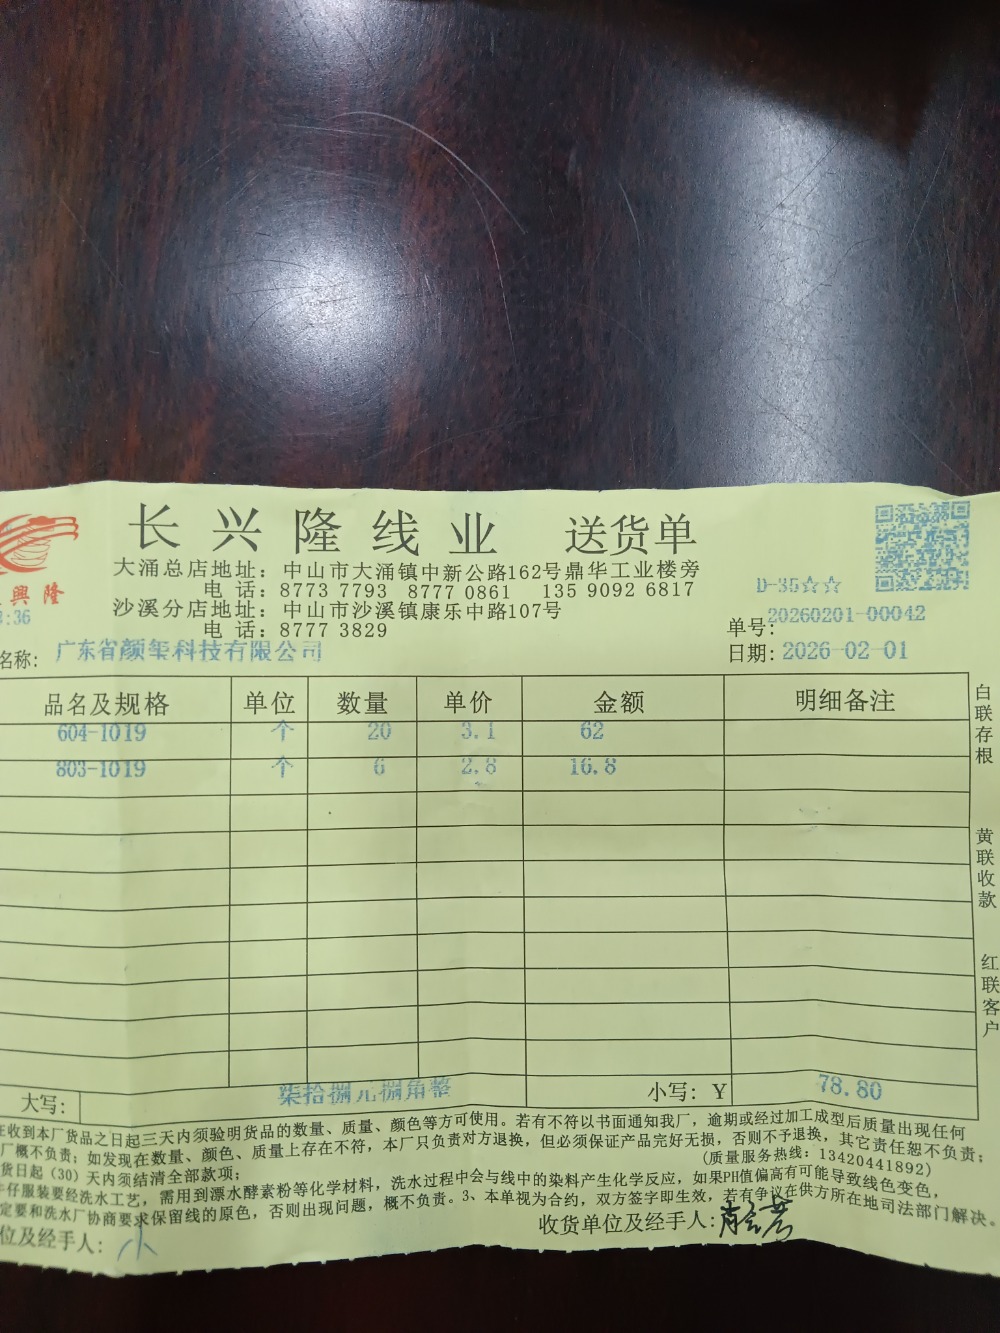 长兴隆线业 送货单
大涌总店地址：中山市大涌镇中新公路162号鼎华工业楼旁
电 话：8773 7793 8777 0861 135 9092 6817
沙溪分店地址：中山市沙溪镇康乐中路107号
电 话：8777 3829
興隆
:36
D-35☆☆
单号：20260201-00042
名称：广东省颜玺科技有限公司
日期：2026-02-01
品名及规格 单位 数量 单价 金额 明细备注
604-1019 个 20 3.1 62
803-1019 个 6 2.8 16.8
白联存根
黄联收款
红联客户
大写： 柒拾捌元捌角整 小写：Y 78.80
在收到本厂货品之日起三天内须验明货品的数量、质量、颜色等方可使用。若有不符以书面通知我厂，逾期或经过加工成型后质量出现任何
厂概不负责；如发现在数量、颜色、质量上存在不符，本厂只负责对方退换，但必须保证产品完好无损，否则不予退换，其它责任恕不负责；
货日起（30）天内须结清全部款项； （质量服务热线：13420441892）
牛仔服装要经洗水工艺，需用到漂水酵素粉等化学材料，洗水过程中会与线中的染料产生化学反应，如果PH值偏高有可能导致线色变色，
定要和洗水厂协商要求保留线的原色，否则出现问题，概不负责。3、本单视为合约，双方签字即生效，若有争议在供方所在地司法部门解决。
位及经手人：小 收货单位及经手人：